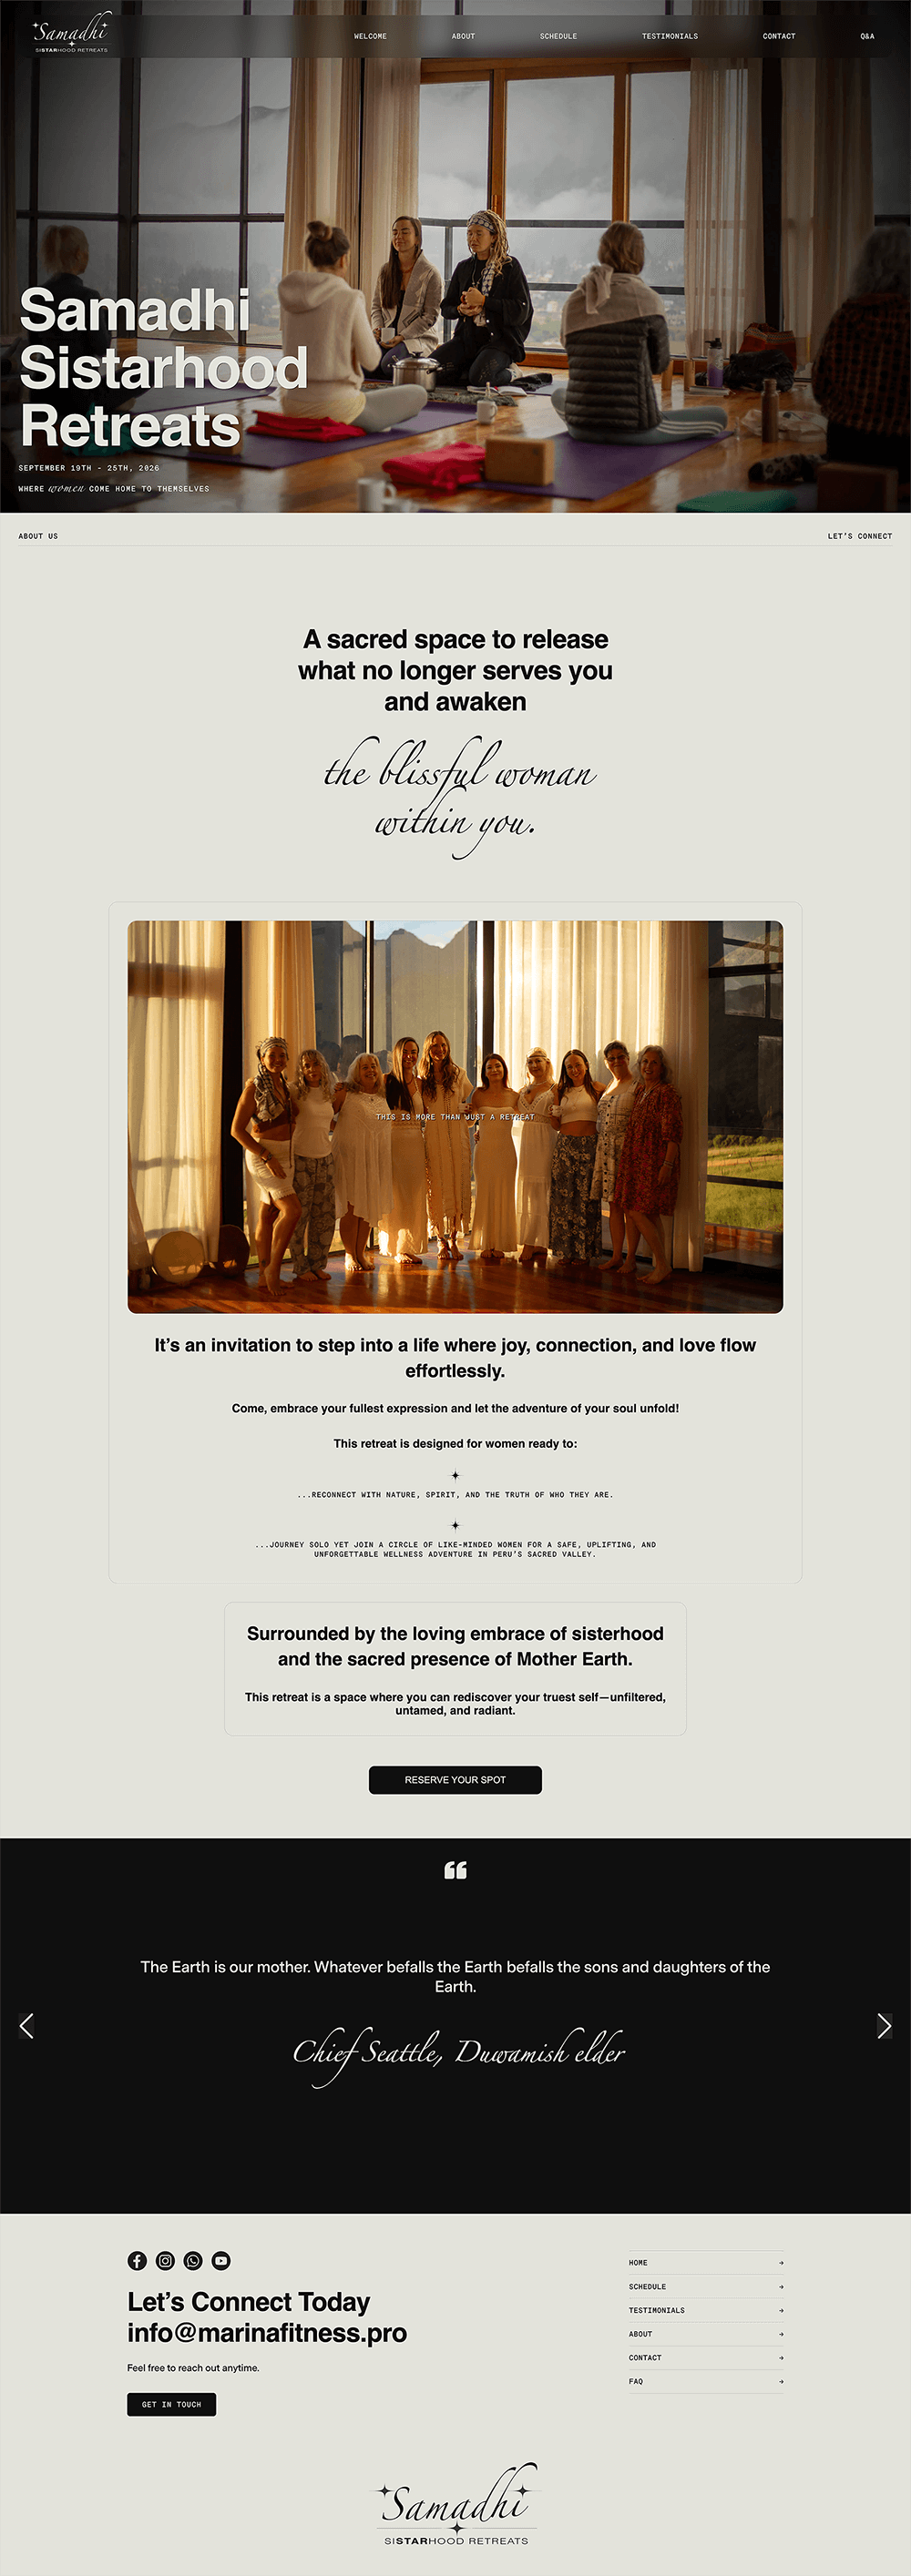 Samadhi
SISTARHOOD RETREATS
WELCOME
ABOUT
SCHEDULE
TESTIMONIALS
CONTACT
Q&A
Samadhi
Sistarhood
Retreats
SEPTEMBER 19TH - 25TH, 2026
WHERE women COME HOME TO THEMSELVES
ABOUT US
LET'S CONNECT
A sacred space to release
what no longer serves you
and awaken
the blissful woman
within you.
THIS IS MORE THAN JUST A RETREAT
It's an invitation to step into a life where joy, connection, and love flow
effortlessly.
Come, embrace your fullest expression and let the adventure of your soul unfold!
This retreat is designed for women ready to:
...RECONNECT WITH NATURE, SPIRIT, AND THE TRUTH OF WHO THEY ARE.
...JOURNEY SOLO YET JOIN A CIRCLE OF LIKE-MINDED WOMEN FOR A SAFE, UPLIFTING, AND
UNFORGETTABLE WELLNESS ADVENTURE IN PERU'S SACRED VALLEY.
Surrounded by the loving embrace of sisterhood
and the sacred presence of Mother Earth.
This retreat is a space where you can rediscover your truest self—unfiltered,
untamed, and radiant.
RESERVE YOUR SPOT
The Earth is our mother. Whatever befalls the Earth befalls the sons and daughters of the
Earth.
Chief Seattle, Duwamish elder
Let's Connect Today
info@marinafitness.pro
Feel free to reach out anytime.
GET IN TOUCH
HOME
SCHEDULE
TESTIMONIALS
ABOUT
CONTACT
FAQ
Samadhi
SISTARHOOD RETREATS